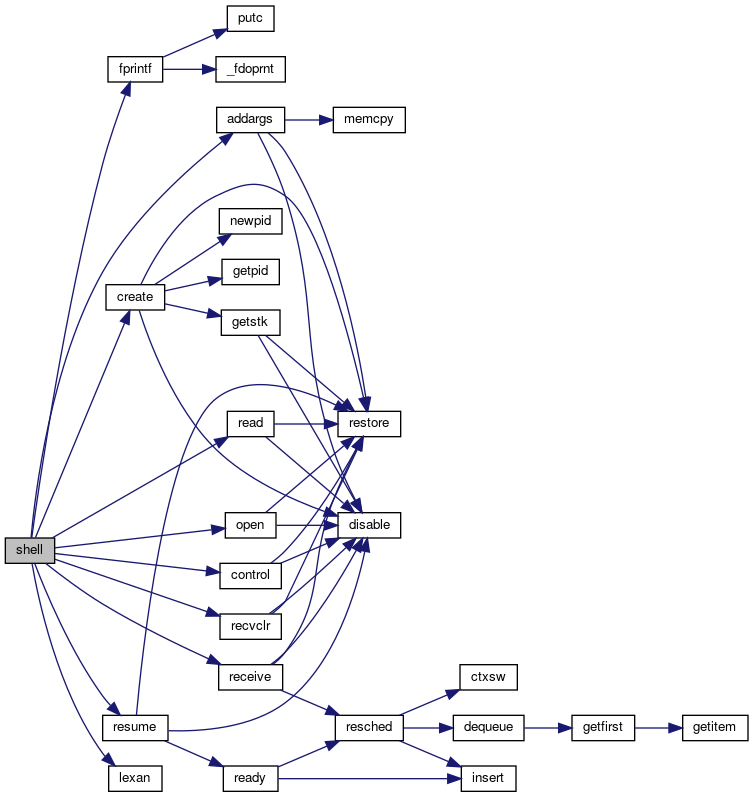 putc
fprintf
_fdoprnt
addargs
memcpy
newpid
getpid
create
getstk
read
restore
open
disable
shell
control
recvclr
receive
ctxsw
resume
resched
dequeue
getfirst
getitem
lexan
ready
insert